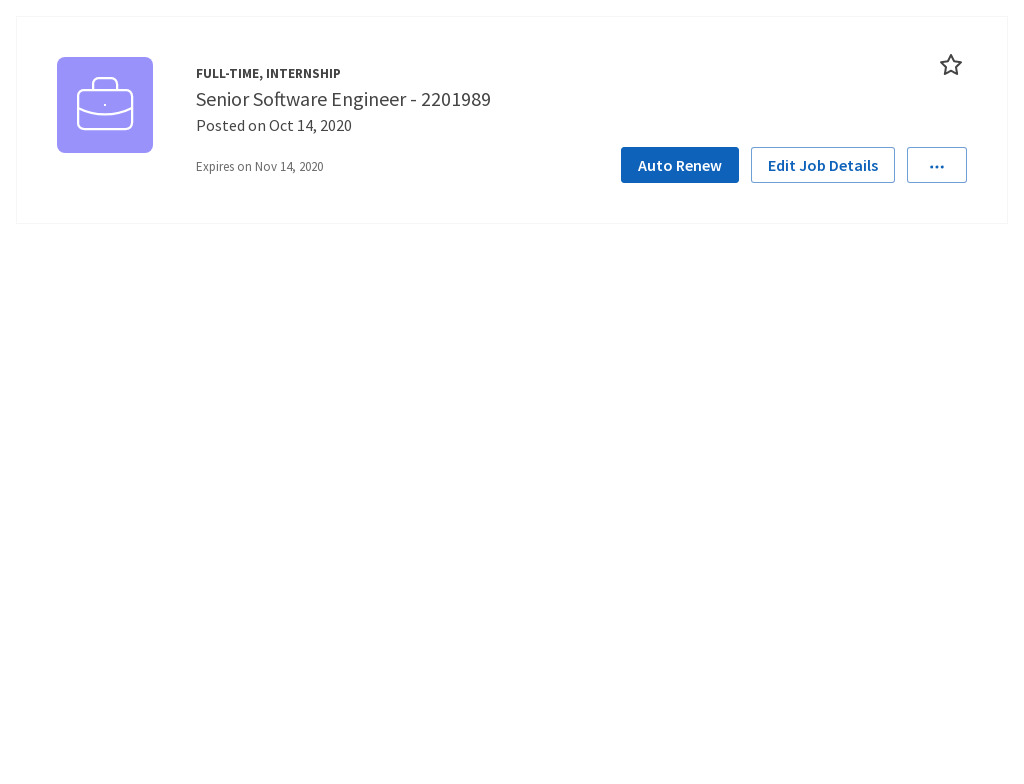 FULL-TIME, INTERNSHIP
Senior Software Engineer - 2201989
Posted on Oct 14, 2020
Expires on Nov 14, 2020
Auto Renew
Edit Job Details
...